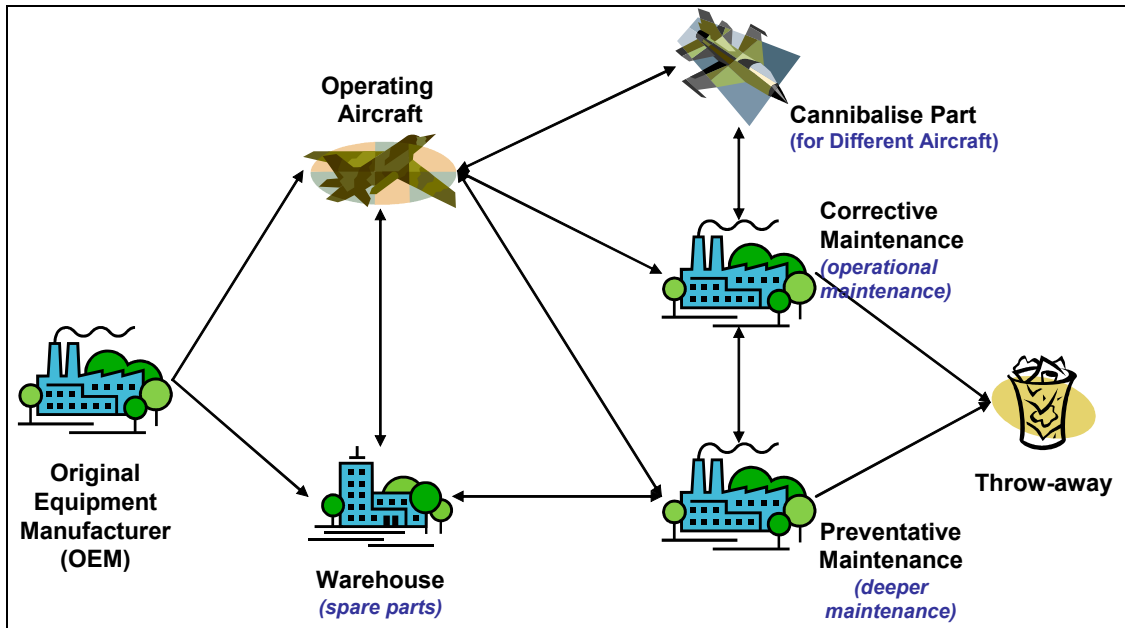 Operating
Aircraft
Cannibalise Part
(for Different Aircraft)
Corrective
Maintenance
(operational
maintenance)
Original
Equipment
Manufacturer
(OEM)
Warehouse
(spare parts)
Preventative
Maintenance
(deeper
maintenance)
Throw-away